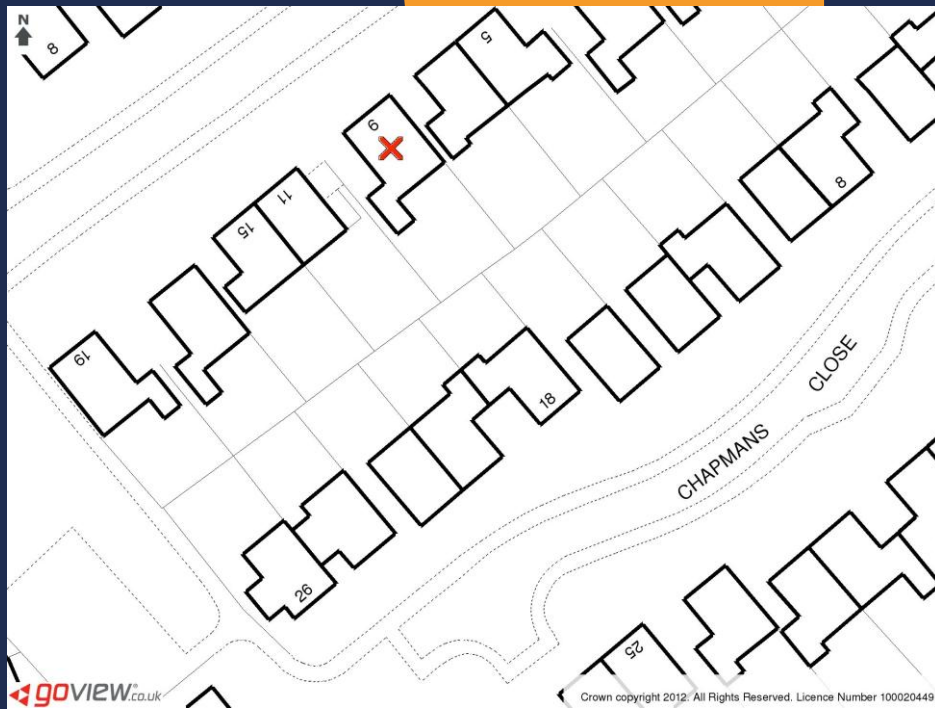 N
8
5
9
11
15
19
8
18
CHAPMANS CLOSE
26
25
goview.co.uk
Crown copyright 2012. All Rights Reserved. Licence Number 100020449